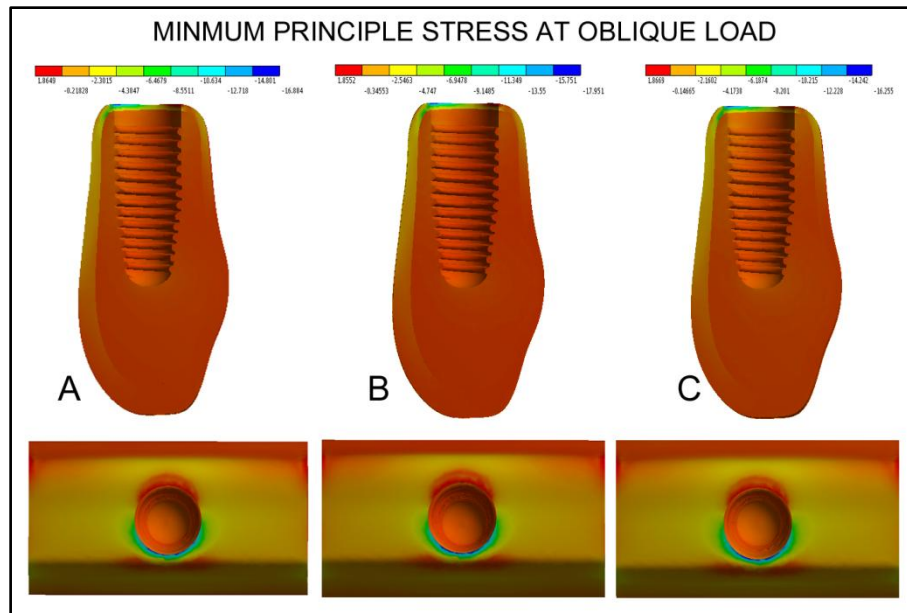 MINMUM PRINCIPLE STRESS AT OBLIQUE LOAD
1.8649 -2.3015 -6.4679 -10.634 -14.801
-0.21828 -4.3847 -8.5511 -12.718 -16.884
1.8552 -2.5463 -6.9478 -11.349 -15.751
-0.34553 -4.747 -9.1485 -13.55 -17.951
1.8669 -2.1602 -6.1874 -10.215 -14.242
-0.14665 -4.1738 -8.201 -12.228 -16.255
A B C